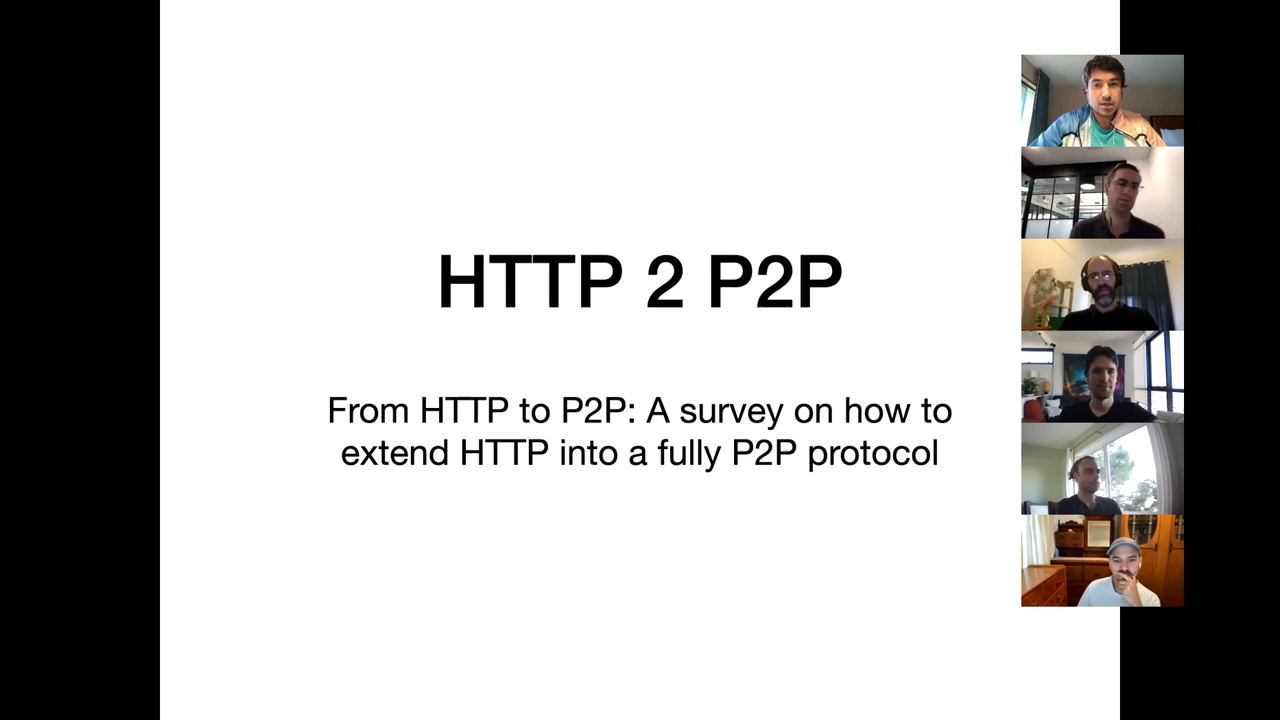 HTTP 2 P2P
From HTTP to P2P: A survey on how to
extend HTTP into a fully P2P protocol